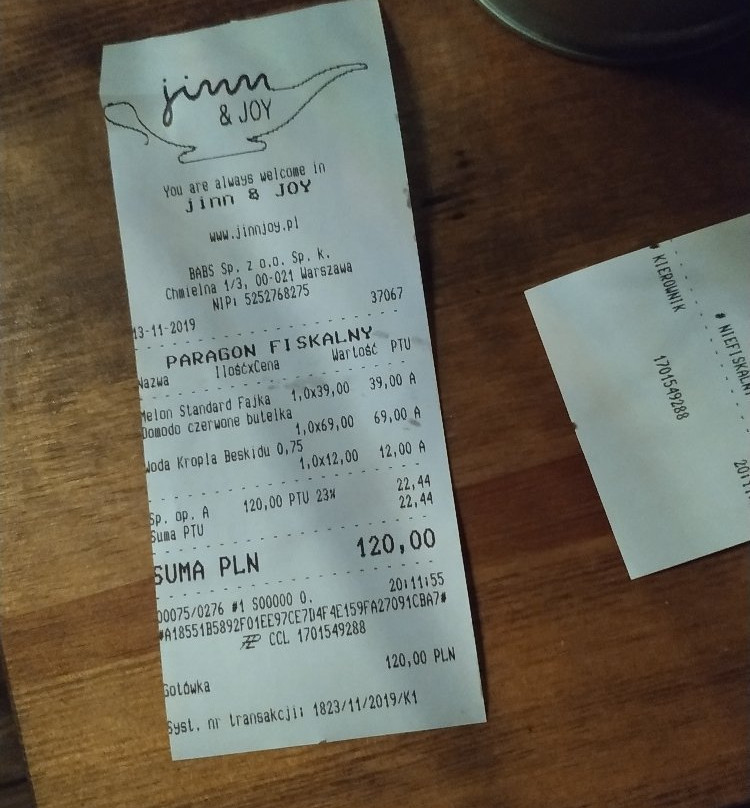 jinn
& JOY
You are always welcome in
jinn & JOY
www.jinnjoy.pl
BABS Sp. z o.o. Sp. k.
Chmielna 1/3, 00-021 Warszawa
NIP: 5252768275
13-11-2019 37067
PARAGON FISKALNY
Nazwa IlośćxCena Wartość PTU
Melon Standard Fajka 1,0x39,00 39,00 A
Domodo czerwone butelka
1,0x69,00 69,00 A
Woda Kropla Beskidu 0,75
1,0x12,00 12,00 A
Sp. op. A 120,00 PTU 23% 22,44
Suma PTU 22,44
SUMA PLN 120,00
00075/0276 #1 S00000 0. 20:11:55
#A18551B5892F01EE97CE7D4F4E159FA27091CBA7#
CCL 1701549288
120,00 PLN
Gotówka
Syst. nr transakcji: 1823/11/2019/K1
# KIEROWNIK 1701549288
# NIEFISKALN